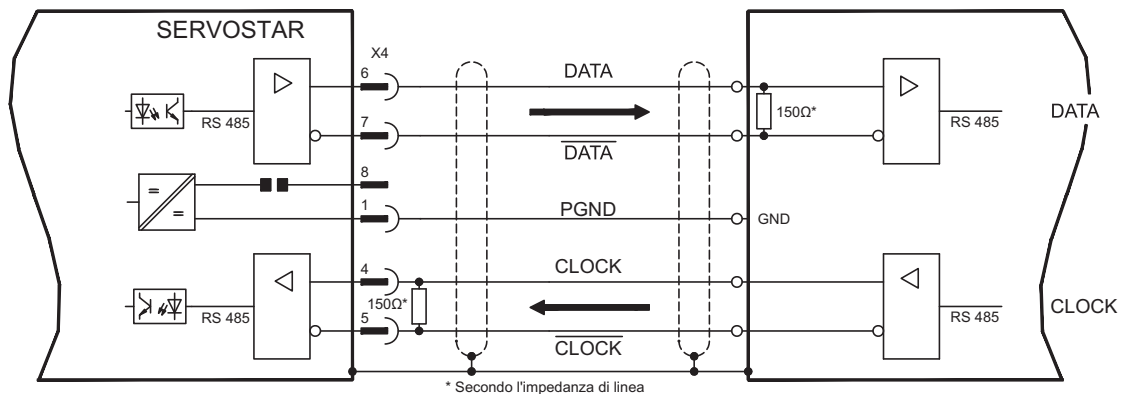 SERVOSTAR
X4
6
DATA
RS 485
150Ω*
RS 485
DATA
7
DATA
8
=
=
1
PGND
GND
4
CLOCK
RS 485
150Ω*
RS 485
CLOCK
5
CLOCK
* Secondo l'impedanza di linea